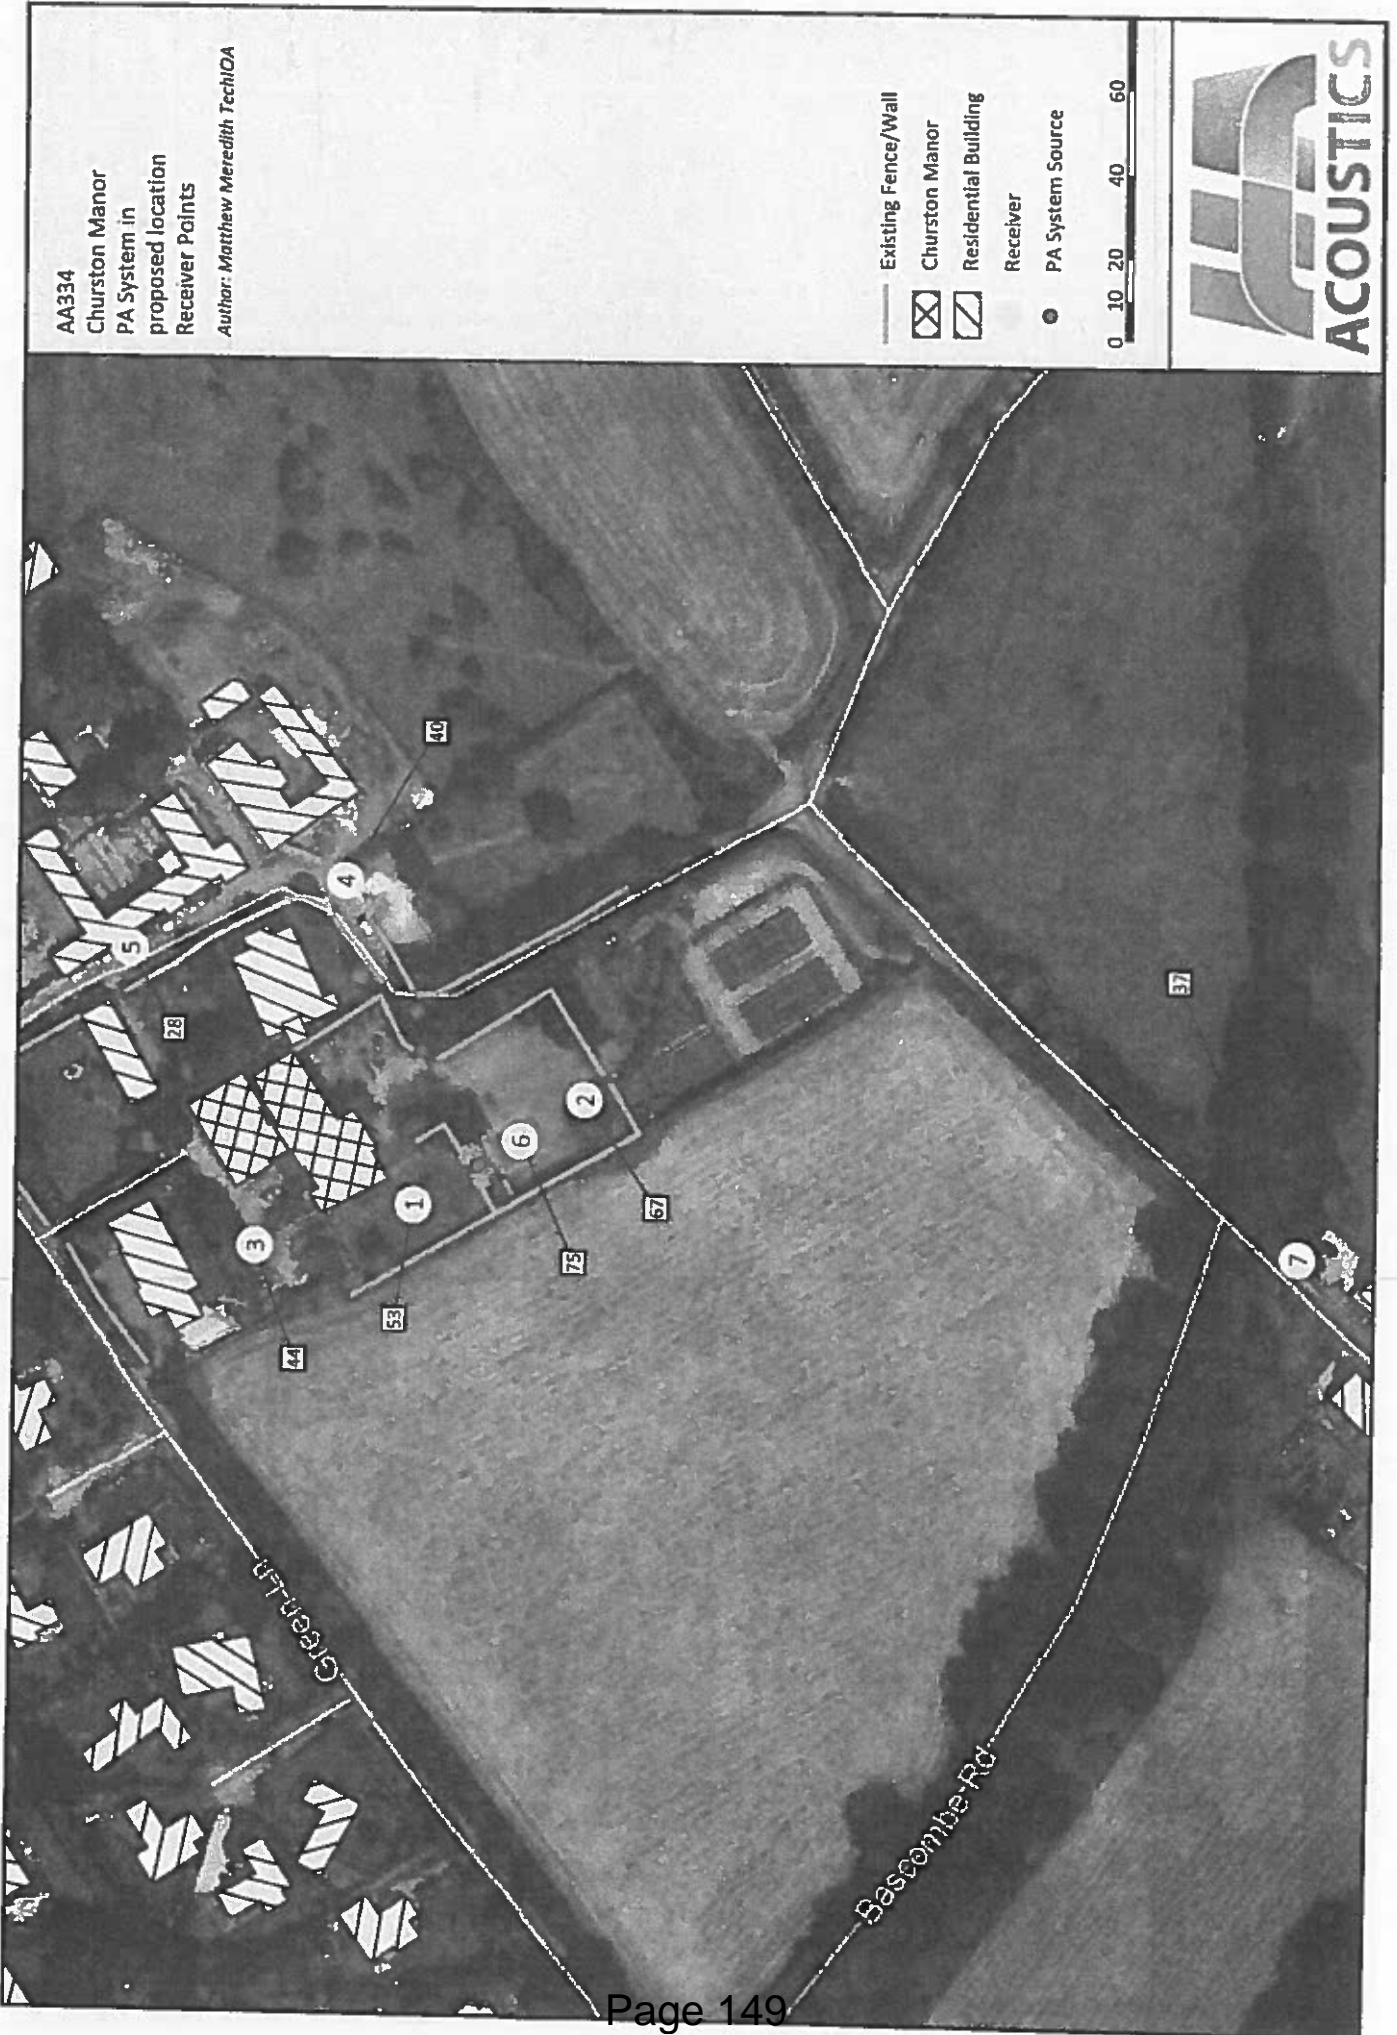 AA334
Churston Manor
PA System in
proposed location
Receiver Points
Author: Matthew Meredith TechIOA
Existing Fence/Wall
Churston Manor
Residential Building
Receiver
PA System Source
0 10 20 40 60
ACOUSTICS
5
28
4
40
3
44
1
53
6
75
2
67
37
7
Green-Ln
Bascombe-Rd
Page 149